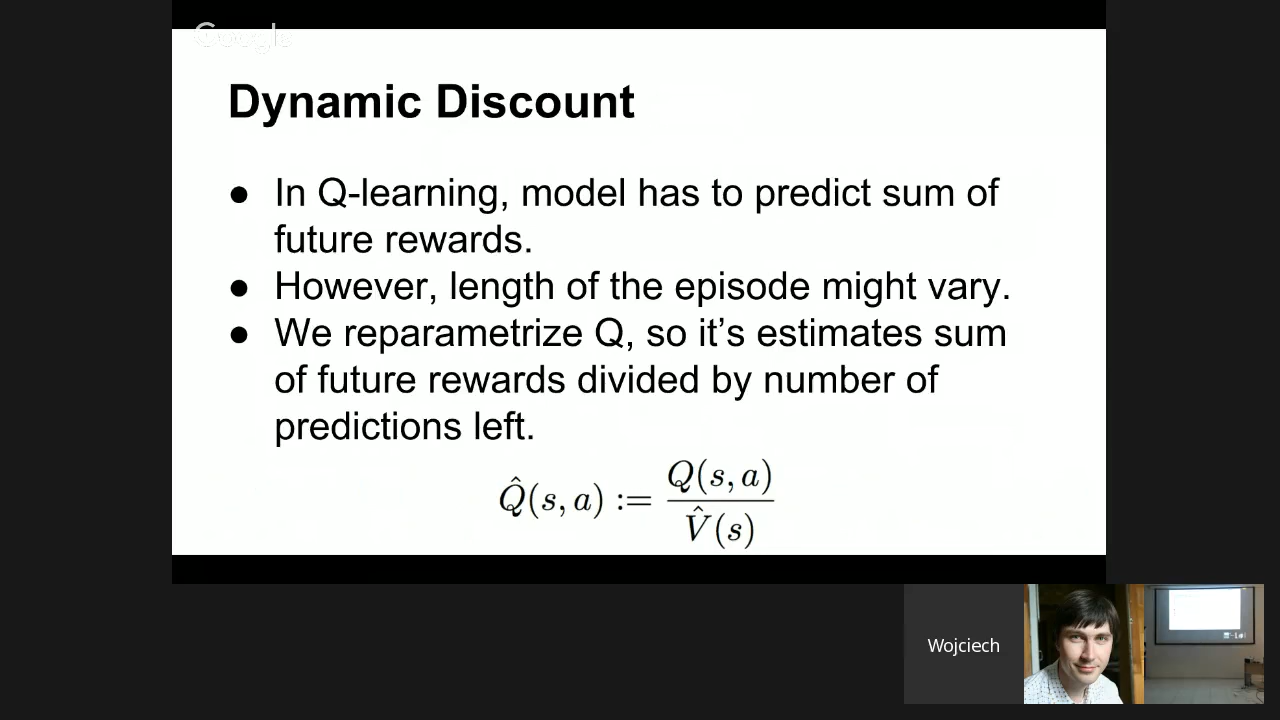 Google
Dynamic Discount
● In Q-learning, model has to predict sum of
future rewards.
● However, length of the episode might vary.
● We reparametrize Q, so it’s estimates sum
of future rewards divided by number of
predictions left.
Q̂(s, a) := Q(s, a) / V̂(s)
Wojciech